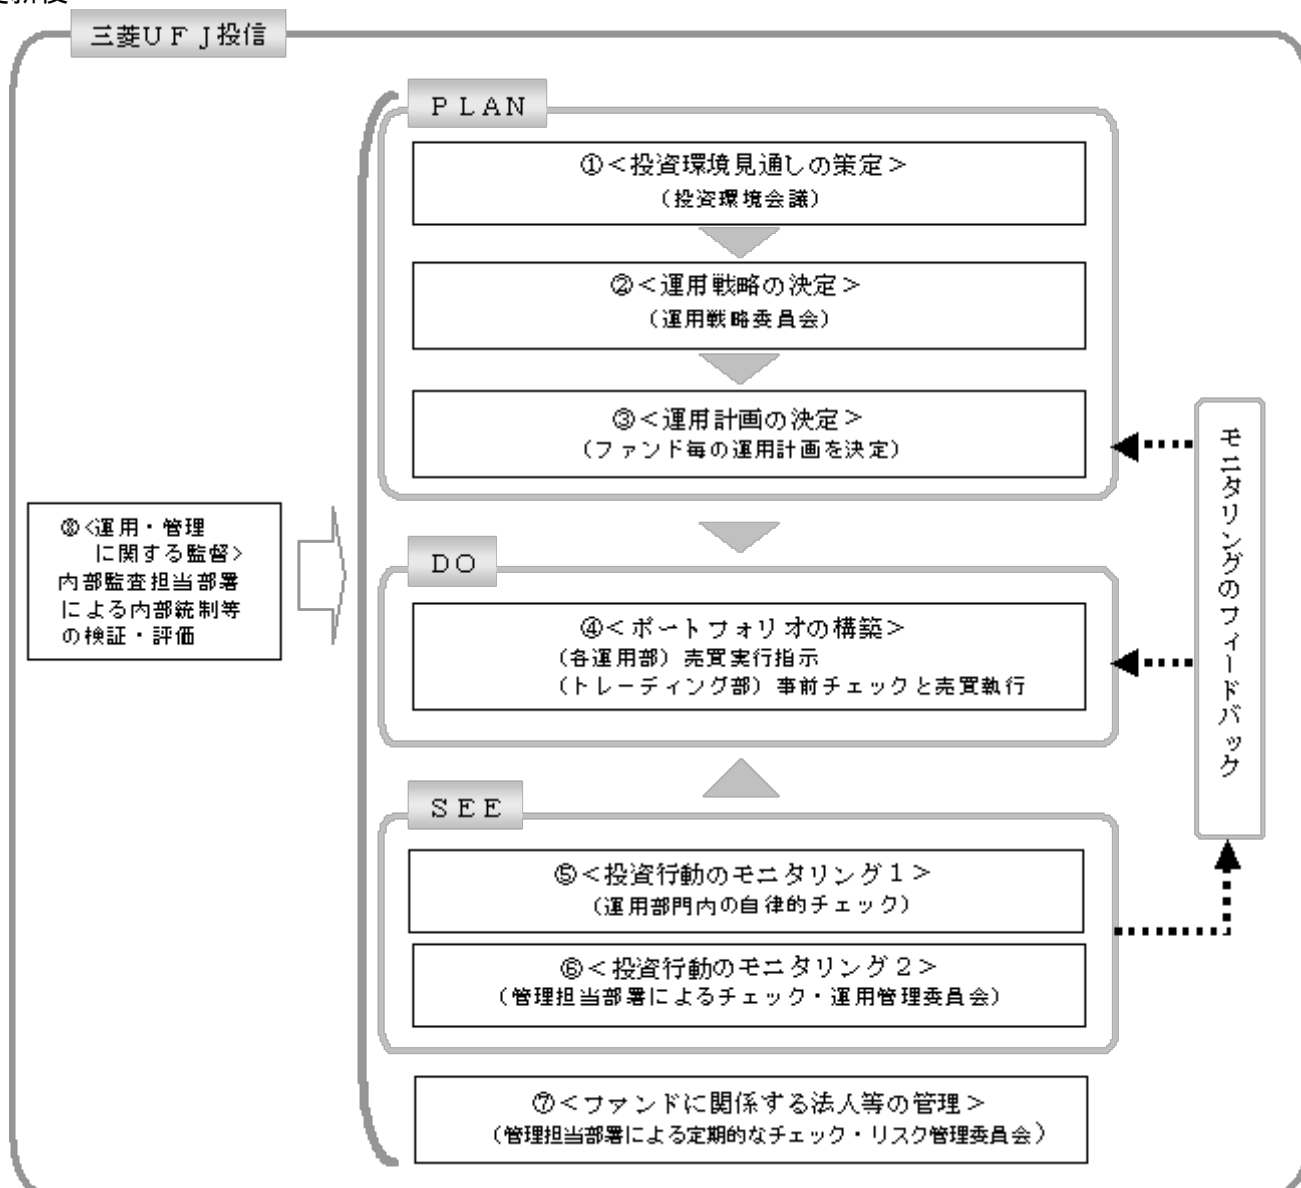 三菱ＵＦＪ投信
ＰＬＡＮ
①＜投資環境見通しの策定＞
（投資環境会議）
②＜運用戦略の決定＞
（運用戦略委員会）
③＜運用計画の決定＞
（ファンド毎の運用計画を決定）
モニタリングのフィードバック
⑧<運用・管理
に関する監督>
内部監査担当部署
による内部統制等
の検証・評価
ＤＯ
④＜ポートフォリオの構築＞
（各運用部）売買実行指示
（トレーディング部）事前チェックと売買執行
ＳＥＥ
⑤＜投資行動のモニタリング１＞
（運用部門内の自律的チェック）
⑥＜投資行動のモニタリング２＞
（管理担当部署によるチェック・運用管理委員会）
⑦＜ファンドに関係する法人等の管理＞
（管理担当部署による定期的なチェック・リスク管理委員会）